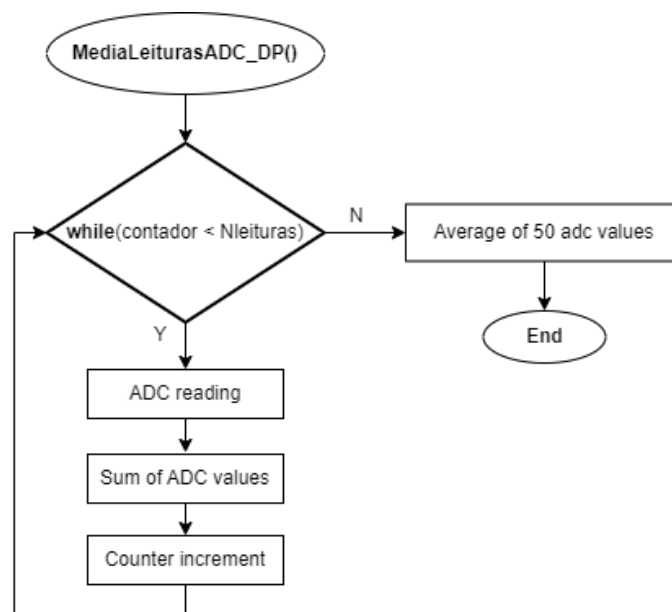 MediaLeiturasADC_DP()
while(contador < Nleituras)
N
Average of 50 adc values
End
Y
ADC reading
Sum of ADC values
Counter increment